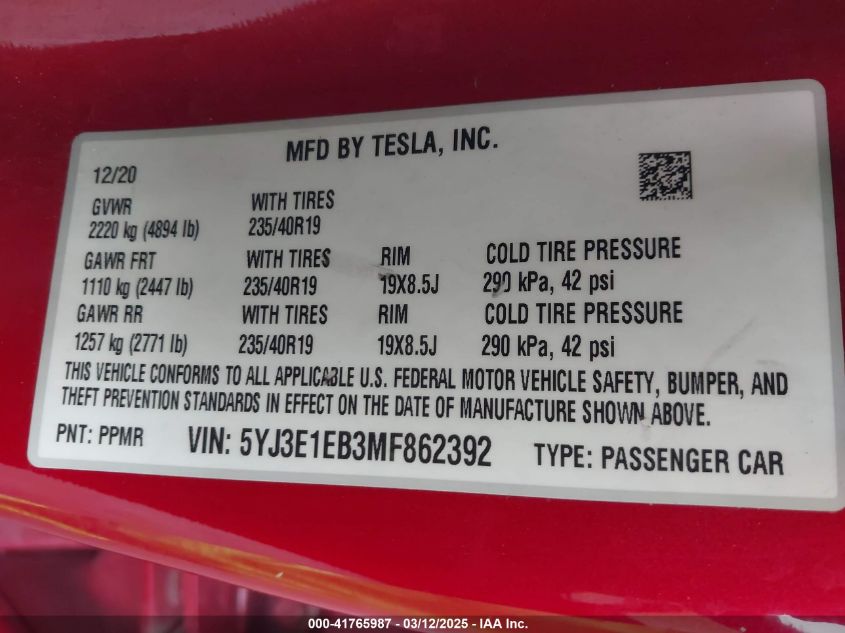 MFD BY TESLA, INC.
12/20
GVWR WITH TIRES
2220 kg (4894 lb) 235/40R19
GAWR FRT WITH TIRES RIM COLD TIRE PRESSURE
1110 kg (2447 lb) 235/40R19 19X8.5J 290 kPa, 42 psi
GAWR RR WITH TIRES RIM COLD TIRE PRESSURE
1257 kg (2771 lb) 235/40R19 19X8.5J 290 kPa, 42 psi
THIS VEHICLE CONFORMS TO ALL APPLICABLE U.S. FEDERAL MOTOR VEHICLE SAFETY, BUMPER, AND
THEFT PREVENTION STANDARDS IN EFFECT ON THE DATE OF MANUFACTURE SHOWN ABOVE.
PNT: PPMR VIN: 5YJ3E1EB3MF862392 TYPE: PASSENGER CAR
000-41765987 - 03/12/2025 - IAA Inc.